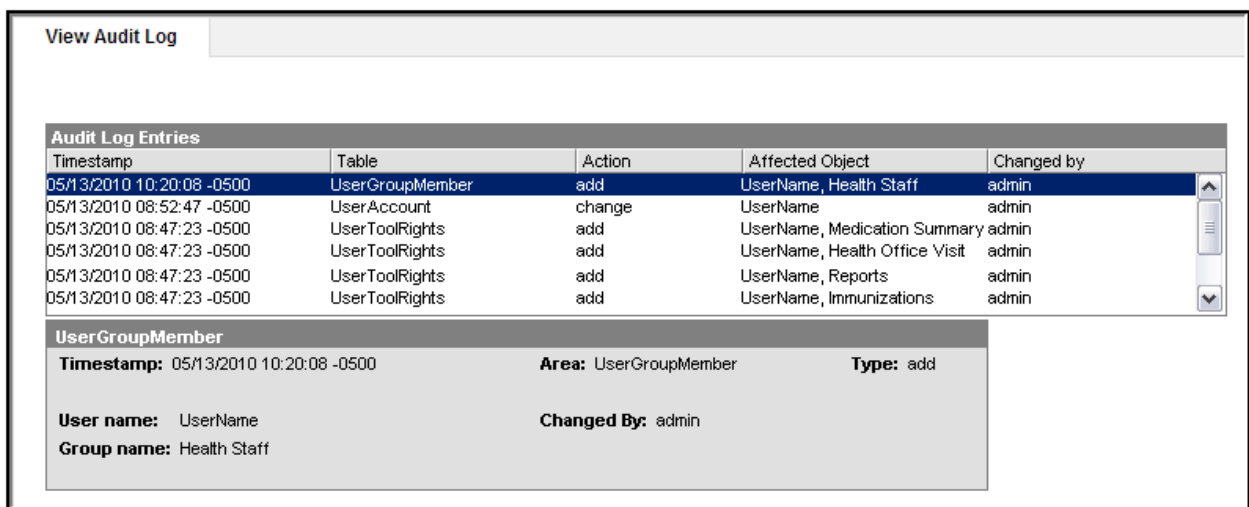 View Audit Log
Audit Log Entries
Timestamp Table Action Affected Object Changed by
05/13/2010 10:20:08 -0500 UserGroupMember add UserName, Health Staff admin
05/13/2010 08:52:47 -0500 UserAccount change UserName admin
05/13/2010 08:47:23 -0500 UserToolRights add UserName, Medication Summary admin
05/13/2010 08:47:23 -0500 UserToolRights add UserName, Health Office Visit admin
05/13/2010 08:47:23 -0500 UserToolRights add UserName, Reports admin
05/13/2010 08:47:23 -0500 UserToolRights add UserName, Immunizations admin
UserGroupMember
Timestamp: 05/13/2010 10:20:08 -0500 Area: UserGroupMember Type: add
User name: UserName Changed By: admin
Group name: Health Staff